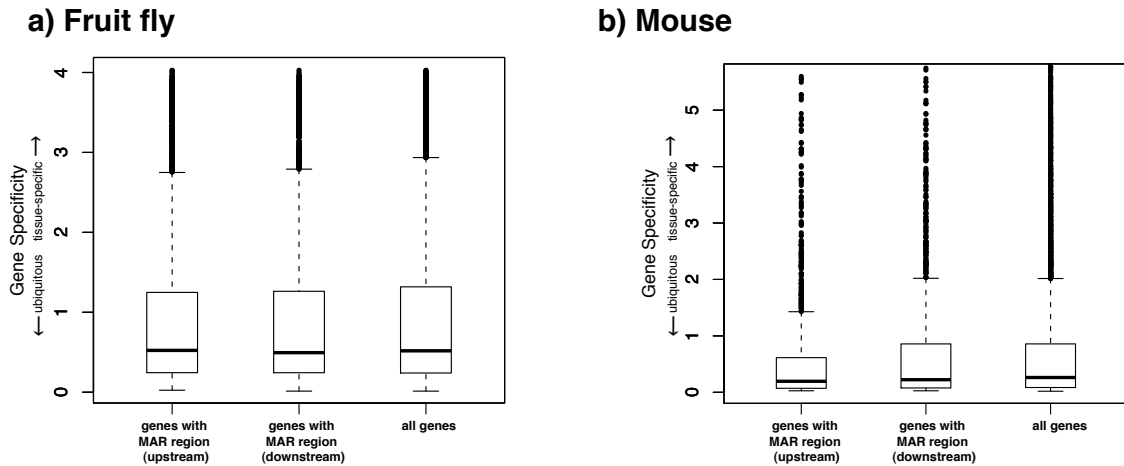 a) Fruit fly
Gene Specificity
← ubiquitous tissue-specific →
4
3
2
1
0
genes with
MAR region
(upstream)
genes with
MAR region
(downstream)
all genes
b) Mouse
Gene Specificity
← ubiquitous tissue-specific →
5
4
3
2
1
0
genes with
MAR region
(upstream)
genes with
MAR region
(downstream)
all genes